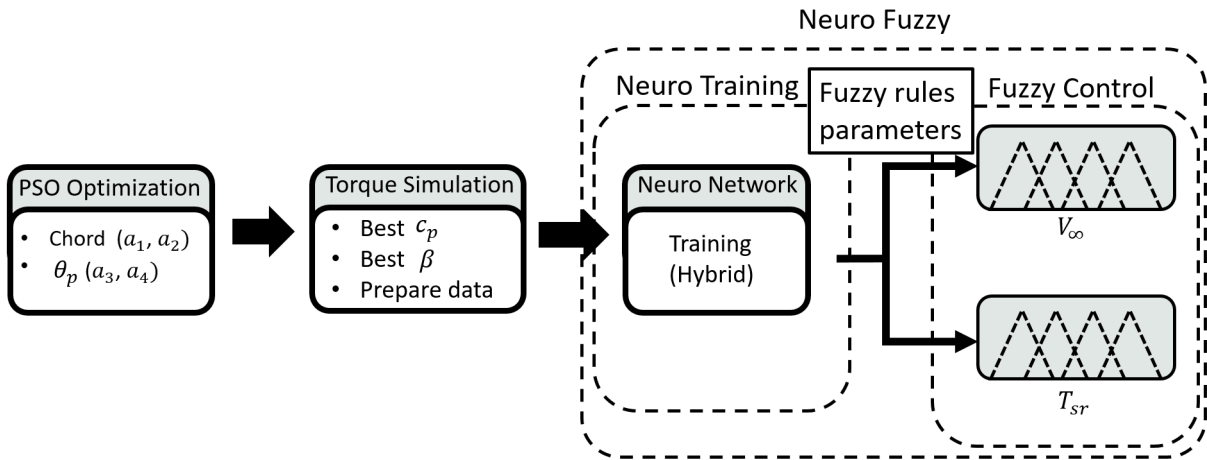 Neuro Fuzzy
Neuro Training
Fuzzy rules
parameters
Fuzzy Control
PSO Optimization
• Chord (a₁, a₂)
• θₚ (a₃, a₄)
Torque Simulation
• Best cₚ
• Best β
• Prepare data
Neuro Network
Training
(Hybrid)
V∞
Tₛᵣ